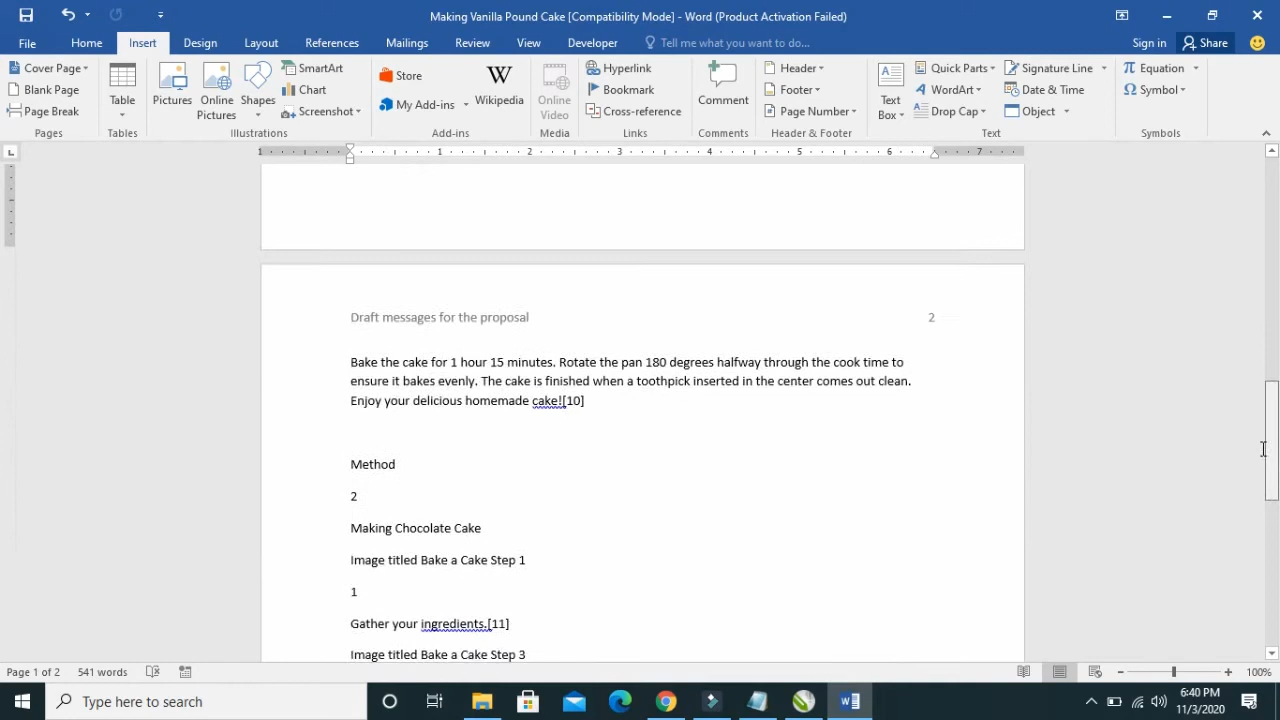 Making Vanilla Pound Cake [Compatibility Mode] - Word (Product Activation Failed)
File Home Insert Design Layout References Mailings Review View Developer Tell me what you want to do... Sign in Share
Cover Page
Blank Page
Page Break
Pages
Table
Tables
Pictures
Online Pictures
Shapes
SmartArt
Chart
Screenshot
Illustrations
Store
My Add-ins
W
Wikipedia
Add-ins
Online Video
Media
Hyperlink
Bookmark
Cross-reference
Links
Comment
Comments
Header
Footer
Page Number
Header & Footer
A
Text Box
Quick Parts
WordArt
Drop Cap
Signature Line
Date & Time
Object
Text
Equation
Symbol
Symbols
1 1 2 3 4 5 6 7
Draft messages for the proposal 2
Bake the cake for 1 hour 15 minutes. Rotate the pan 180 degrees halfway through the cook time to
ensure it bakes evenly. The cake is finished when a toothpick inserted in the center comes out clean.
Enjoy your delicious homemade cake![10]
Method
2
Making Chocolate Cake
Image titled Bake a Cake Step 1
1
Gather your ingredients.[11]
Image titled Bake a Cake Step 3
Page 1 of 2 541 words 100%
Type here to search
6:40 PM
11/3/2020